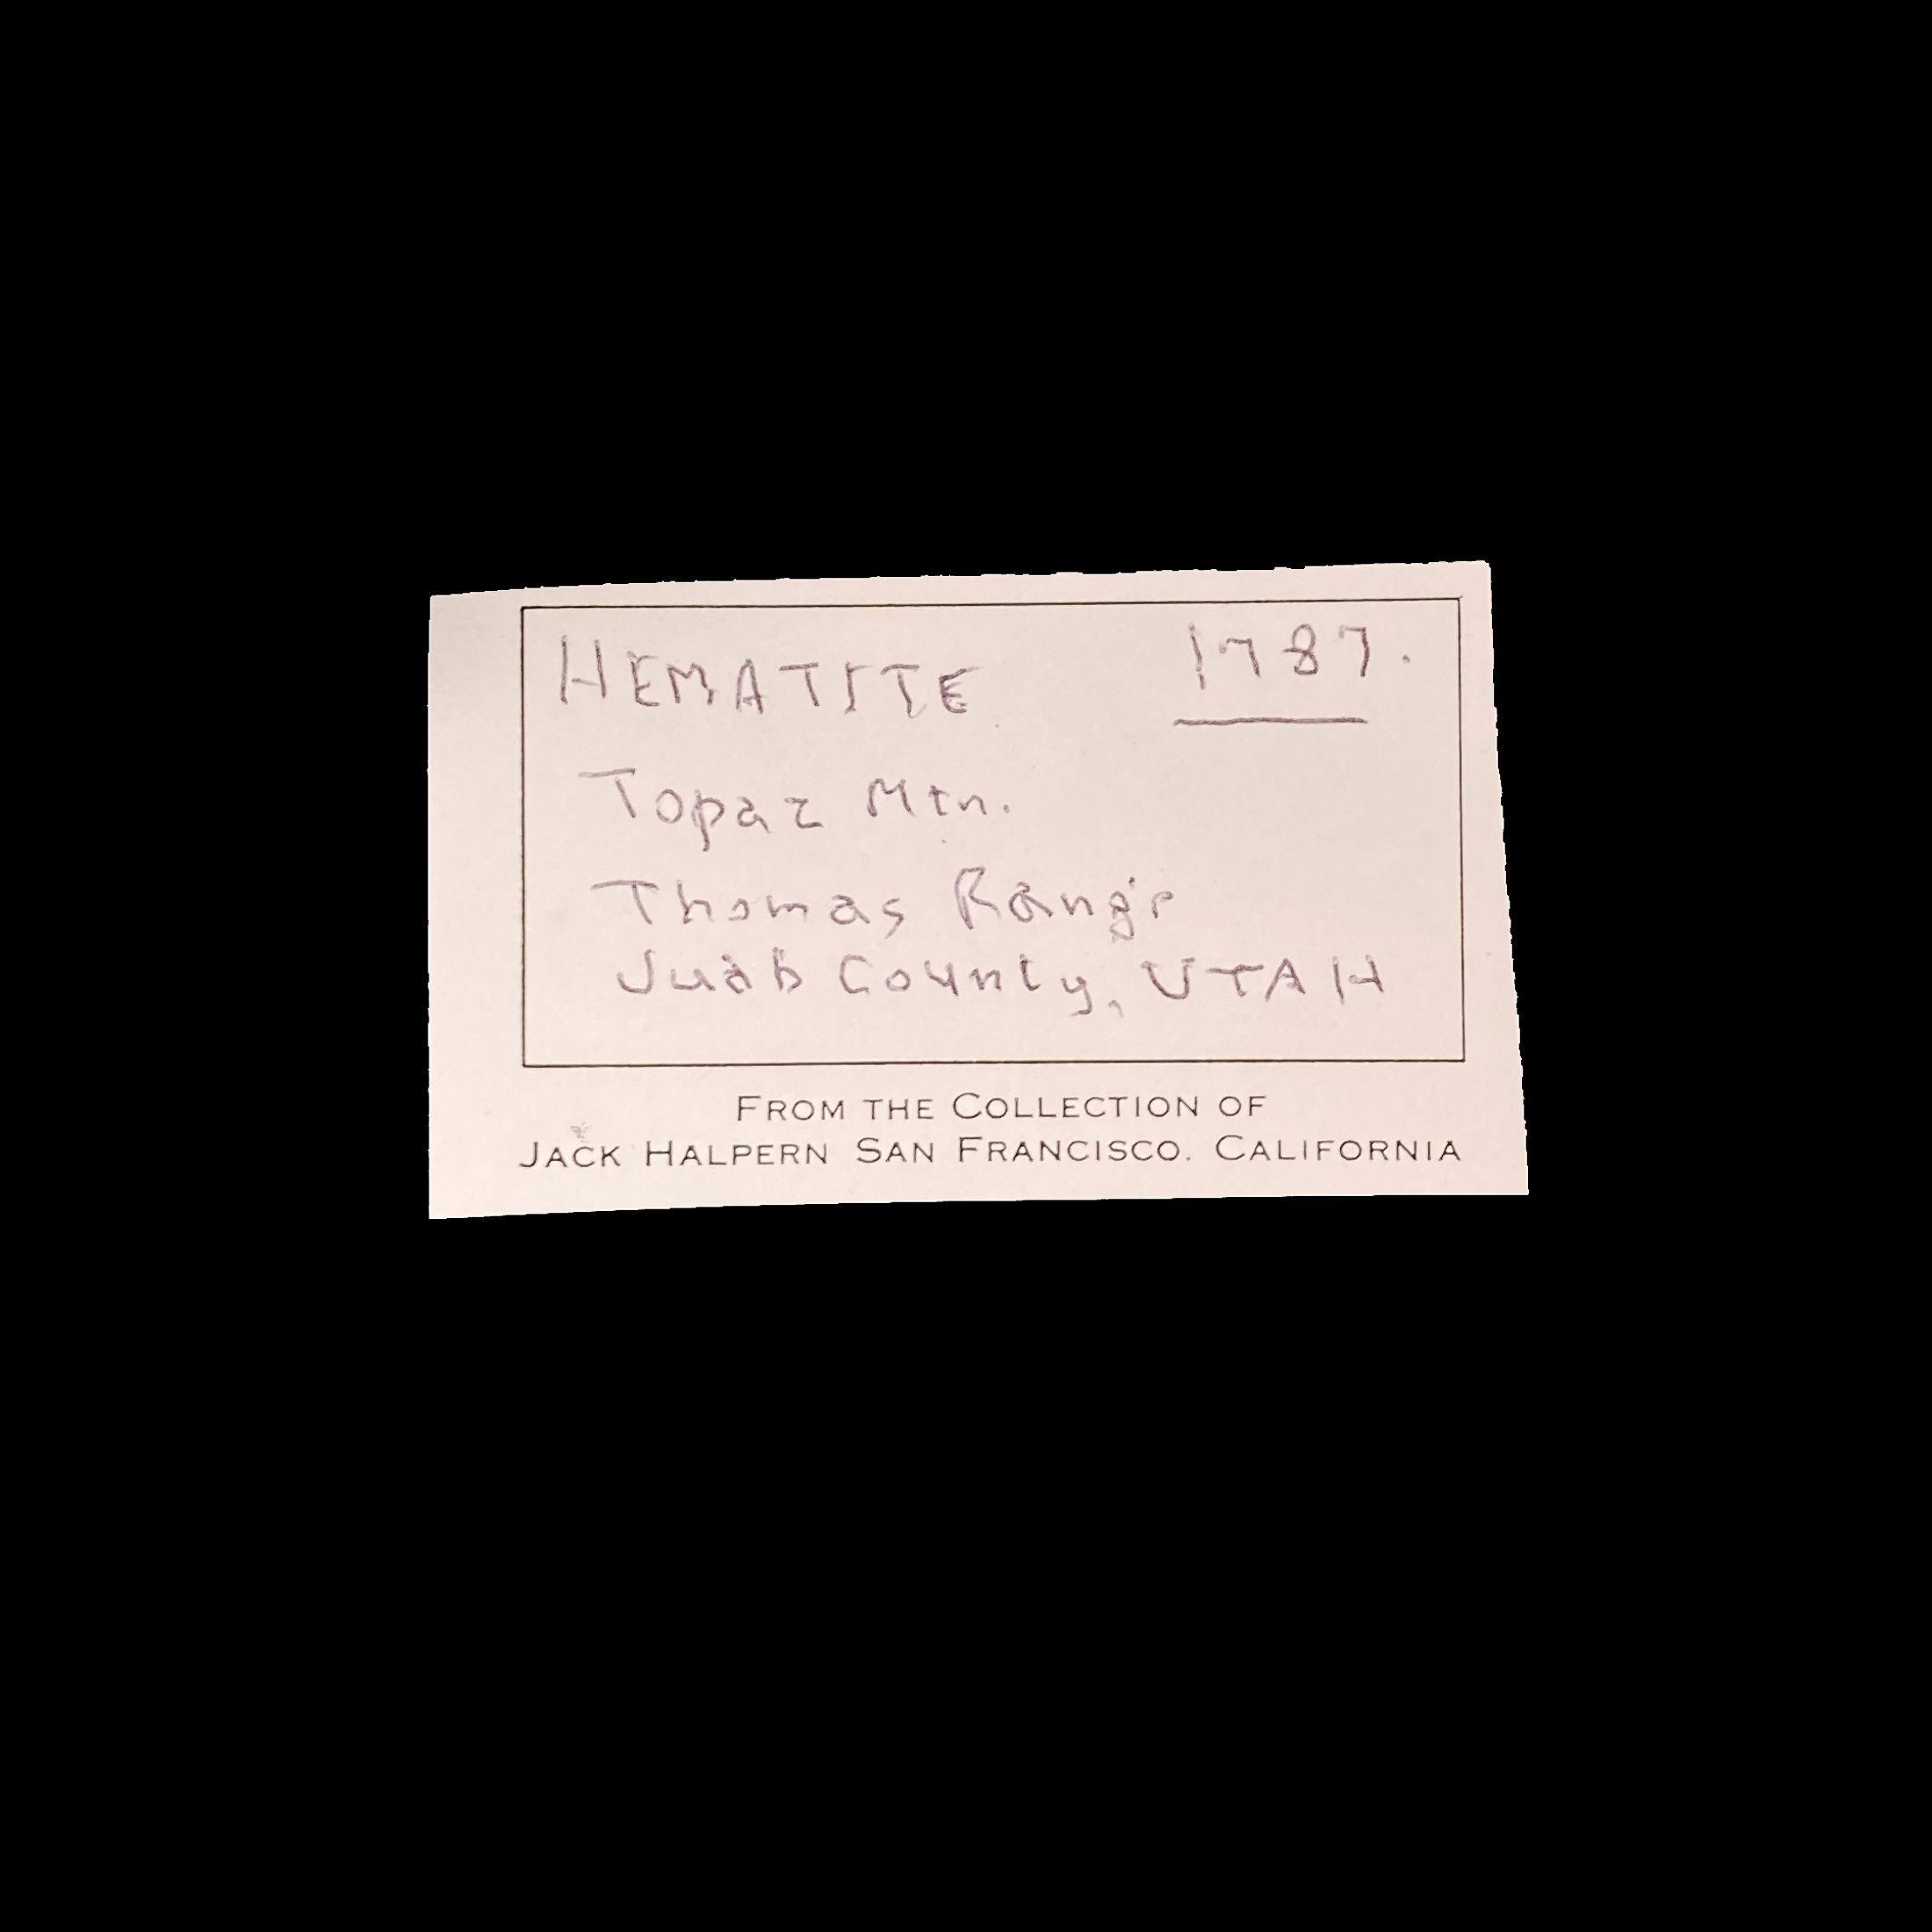 HEMATITE 1787.
Topaz Mtn.
Thomas Range
Juab County, UTAH
FROM THE COLLECTION OF
JACK HALPERN SAN FRANCISCO, CALIFORNIA